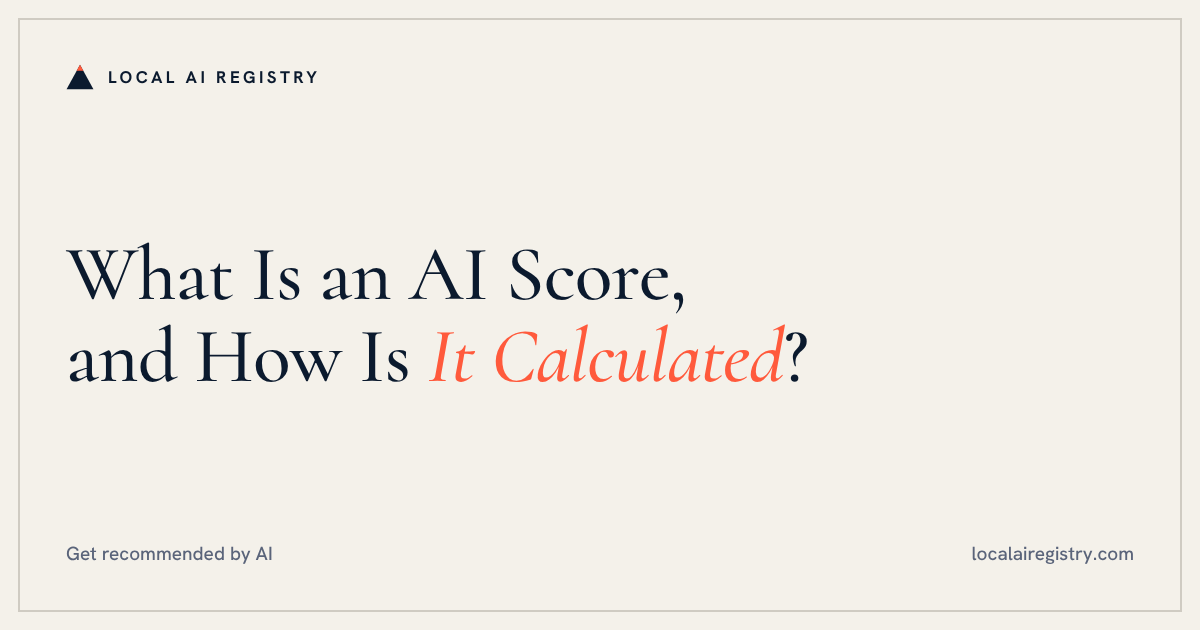 LOCAL AI REGISTRY
What Is an AI Score,
and How Is It Calculated?
Get recommended by AI
localairegistry.com